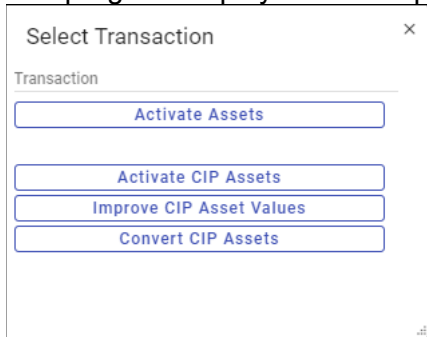 Select Transaction
×
Transaction
Activate Assets
Activate CIP Assets
Improve CIP Asset Values
Convert CIP Assets